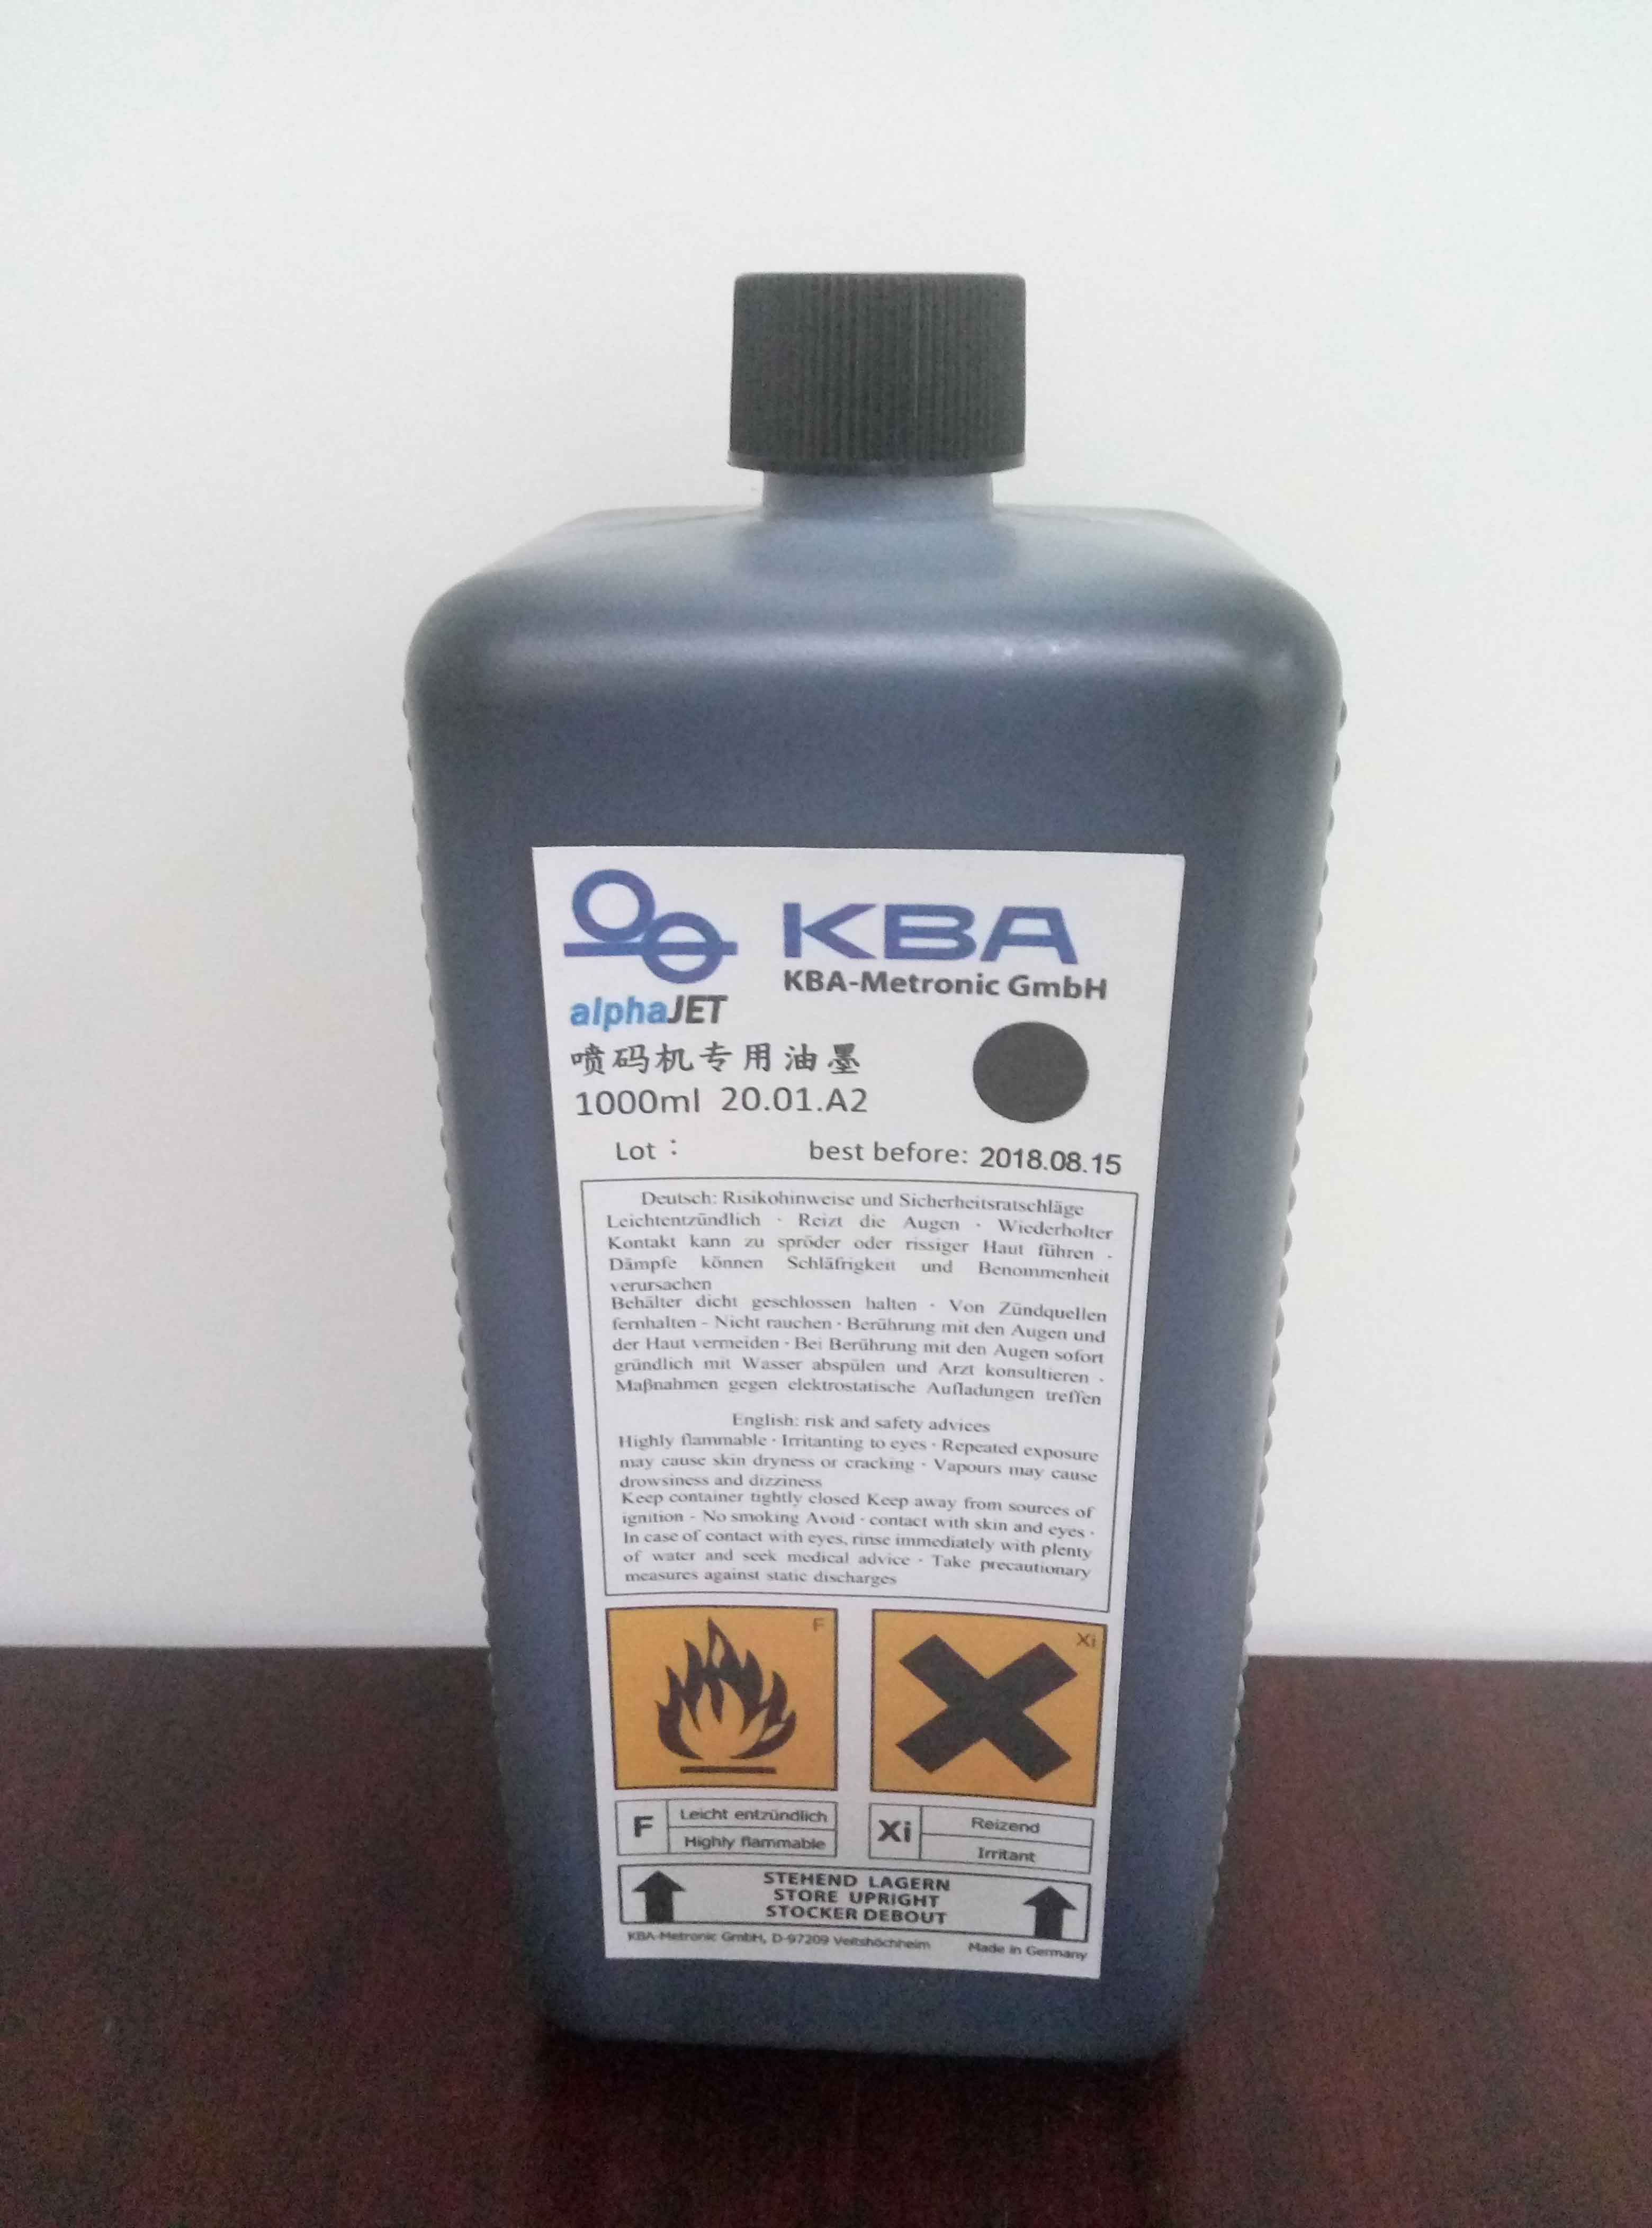 KBA
KBA-Metronic GmbH
alphaJET
喷码机专用油墨
1000ml 20.01.A2
Lot : best before: 2018.08.15
Deutsch: Risikohinweise und Sicherheitsratschläge
Leichtentzündlich · Reizt die Augen · Wiederholter
Kontakt kann zu spröder oder rissiger Haut führen ·
Dämpfe können Schläfrigkeit und Benommenheit
verursachen
Behälter dicht geschlossen halten · Von Zündquellen
fernhalten - Nicht rauchen · Berührung mit den Augen und
der Haut vermeiden · Bei Berührung mit den Augen sofort
gründlich mit Wasser abspülen und Arzt konsultieren ·
Maßnahmen gegen elektrostatische Aufladungen treffen
English: risk and safety advices
Highly flammable · Irritanting to eyes · Repeated exposure
may cause skin dryness or cracking · Vapours may cause
drowsiness and dizziness
Keep container tightly closed Keep away from sources of
ignition - No smoking Avoid · contact with skin and eyes ·
In case of contact with eyes, rinse immediately with plenty
of water and seek medical advice · Take precautionary
measures against static discharges
F
Xi
F Leicht entzündlich
Highly flammable
Xi Reizend
Irritant
STEHEND LAGERN
STORE UPRIGHT
STOCKER DEBOUT
KBA-Metronic GmbH, D-97209 Veitshöchheim Made in Germany